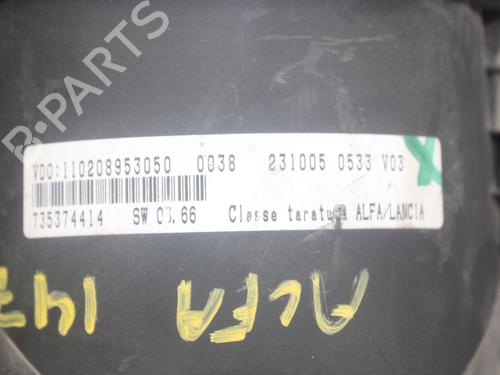 B-PARTS
VDO:110208953050 0038 231005 0533 V03
735374414 SW 03.66 Classe taratura ALFA/LANCIA
ALFA 147